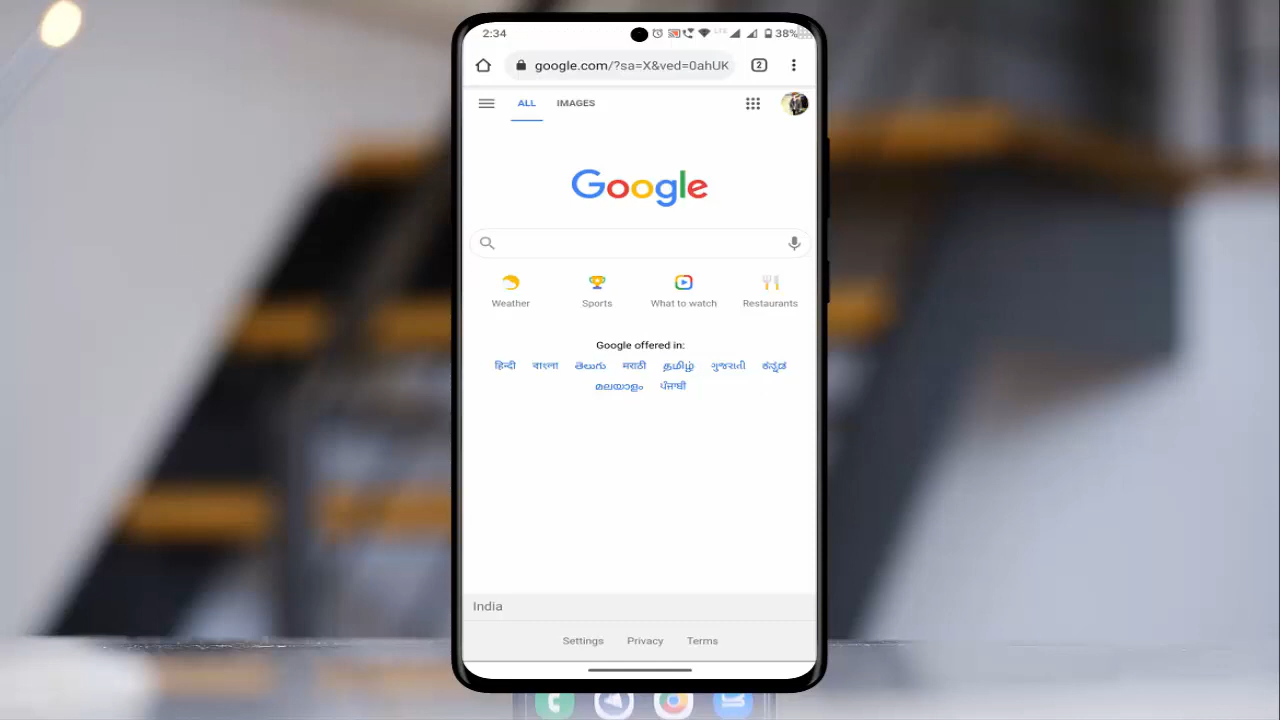 2:34
LTE
38%
google.com/?sa=X&ved=0ahUK
2
ALL IMAGES
Google
Weather Sports What to watch Restaurants
Google offered in:
हिन्दी বাংলা తెలుగు मराठी தமிழ் ગુજરાતી ಕನ್ನಡ
മലയാളം ਪੰਜਾਬੀ
India
Settings Privacy Terms